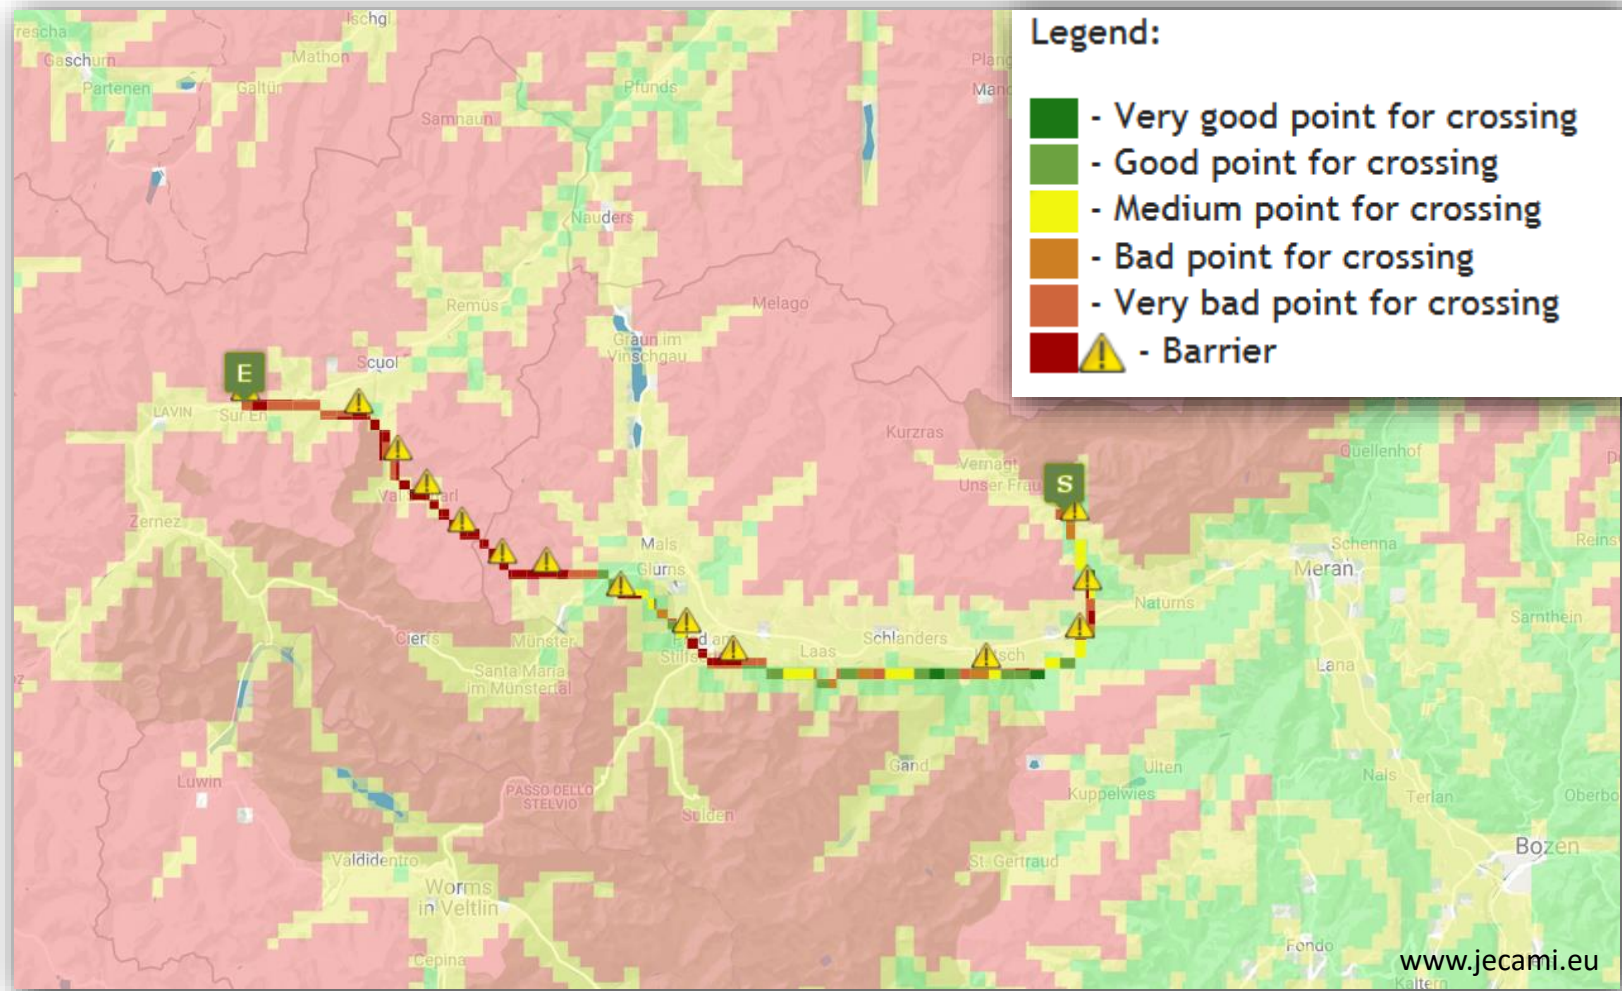 Legend:
- Very good point for crossing
- Good point for crossing
- Medium point for crossing
- Bad point for crossing
- Very bad point for crossing
- Barrier
Ischgl
rescha
Gaschurn
Mathon
Partenen
Galtür
Pfunds
Samnaun
Nauders
Remüs
Melago
Graun im
Vinschgau
Scuol
E
LAVIN
Kurzras
Quellenhof
Vernagt
S
Zernez
Mals
Glurns
Schenna
Meran
Naturns
Sarnthein
Cierfs
Münster
Schlanders
Laas
Santa Maria
im Münstertal
Lana
Gand
Ulten
Nals
Luwin
PASSO DELLO
STELVIO
Kuppelwies
Terlan
Sulden
Valdidentro
St. Gertraud
Bozen
Worms
in Veltlin
Cepina
Fondo
www.jecami.eu
Kaltern